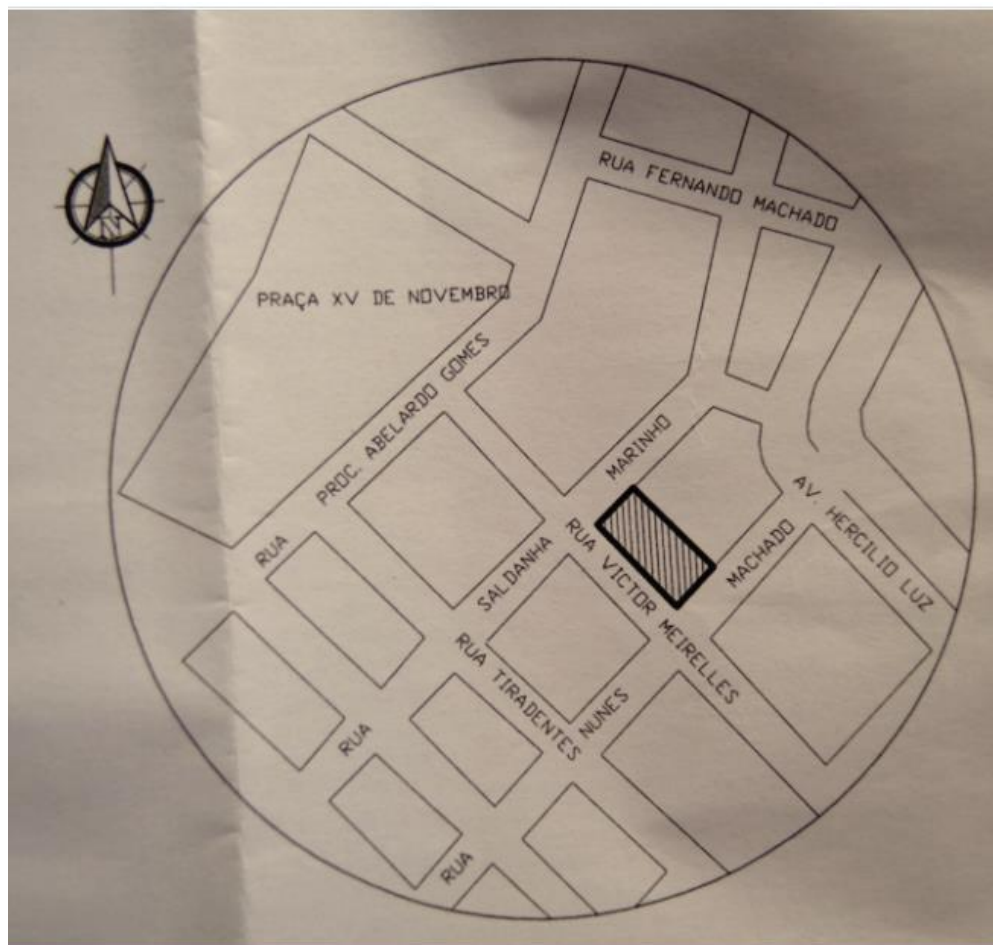 N
RUA FERNANDO MACHADO
PRAÇA XV DE NOVEMBRO
RUA PROC. ABELARDO GOMES
RUA SALDANHA MARINHO
AV. HERCILIO LUZ
RUA VICTOR MEIRELLES
RUA NUNES MACHADO
RUA TIRADENTES